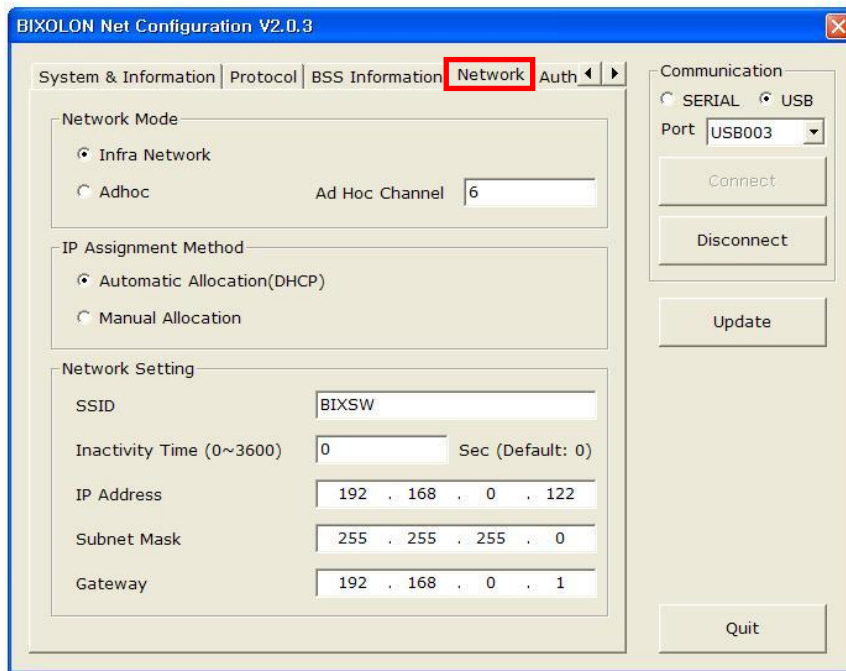 BIXOLON Net Configuration V2.0.3
System & Information Protocol BSS Information Network Auth
Network Mode
Infra Network
Adhoc Ad Hoc Channel 6
IP Assignment Method
Automatic Allocation(DHCP)
Manual Allocation
Network Setting
SSID BIXSW
Inactivity Time (0~3600) 0 Sec (Default: 0)
IP Address 192 . 168 . 0 . 122
Subnet Mask 255 . 255 . 255 . 0
Gateway 192 . 168 . 0 . 1
Communication
SERIAL USB
Port USB003
Connect
Disconnect
Update
Quit